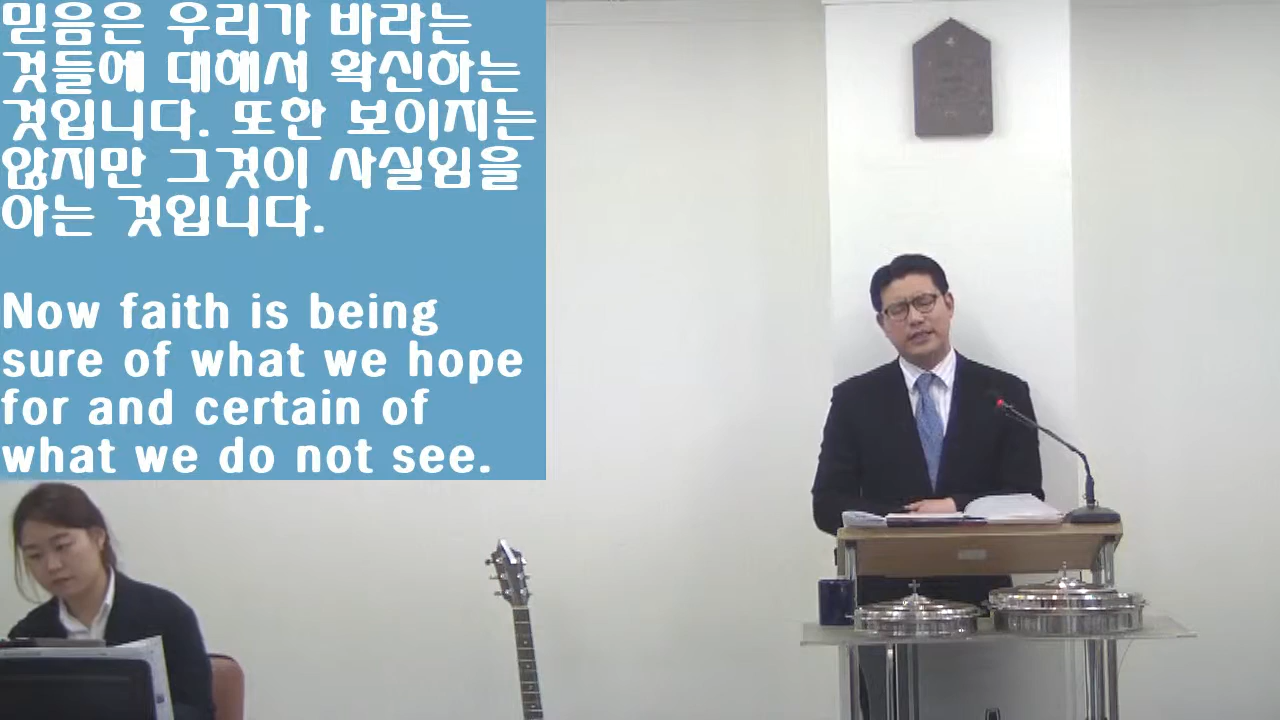 믿음은 우리가 바라는
것들에 대해서 확신하는
것입니다. 또한 보이지는
않지만 그것이 사실임을
아는 것입니다.
Now faith is being
sure of what we hope
for and certain of
what we do not see.